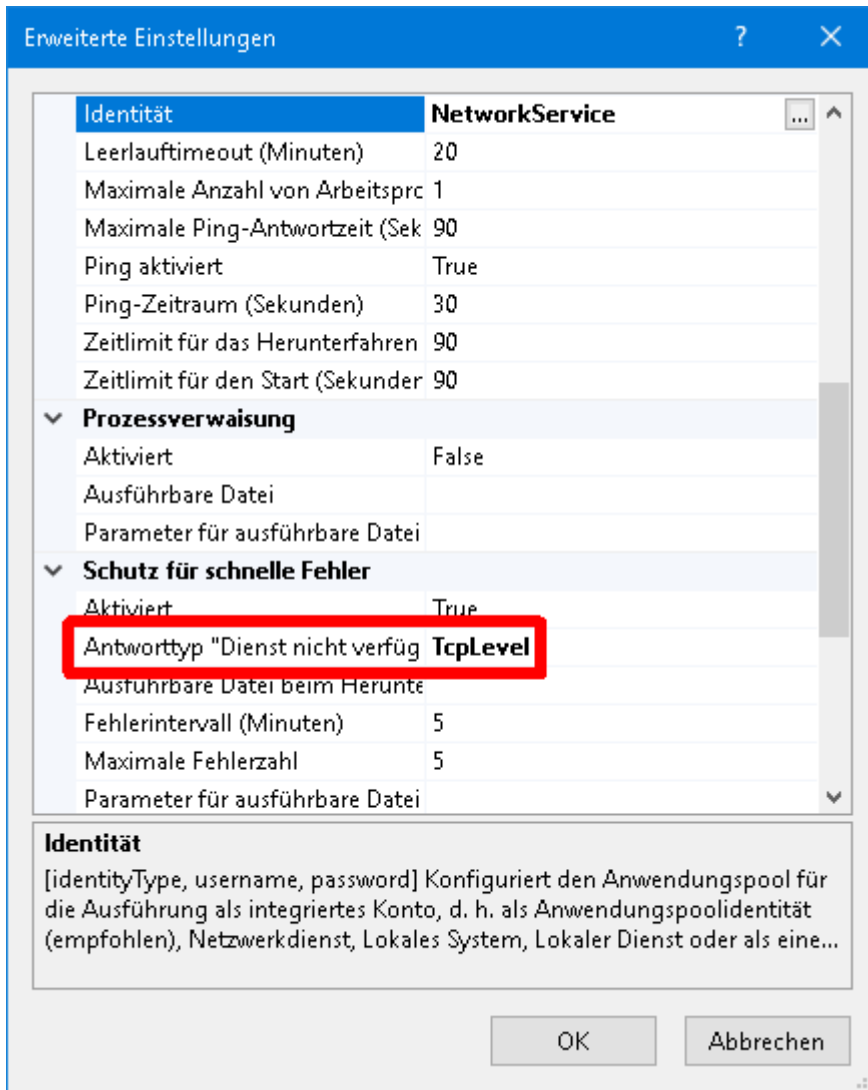 Erweiterte Einstellungen
Identität NetworkService ...
Leerlauftimeout (Minuten) 20
Maximale Anzahl von Arbeitsprc 1
Maximale Ping-Antwortzeit (Sek 90
Ping aktiviert True
Ping-Zeitraum (Sekunden) 30
Zeitlimit für das Herunterfahren 90
Zeitlimit für den Start (Sekunder 90
Prozessverwaisung
Aktiviert False
Ausführbare Datei
Parameter für ausführbare Datei
Schutz für schnelle Fehler
Aktiviert True
Antworttyp "Dienst nicht verfüg TcpLevel
Ausführbare Datei beim Herunte
Fehlerintervall (Minuten) 5
Maximale Fehlerzahl 5
Parameter für ausführbare Datei
Identität
[identityType, username, password] Konfiguriert den Anwendungspool für
die Ausführung als integriertes Konto, d. h. als Anwendungspoolidentität
(empfohlen), Netzwerkdienst, Lokales System, Lokaler Dienst oder als eine...
OK Abbrechen